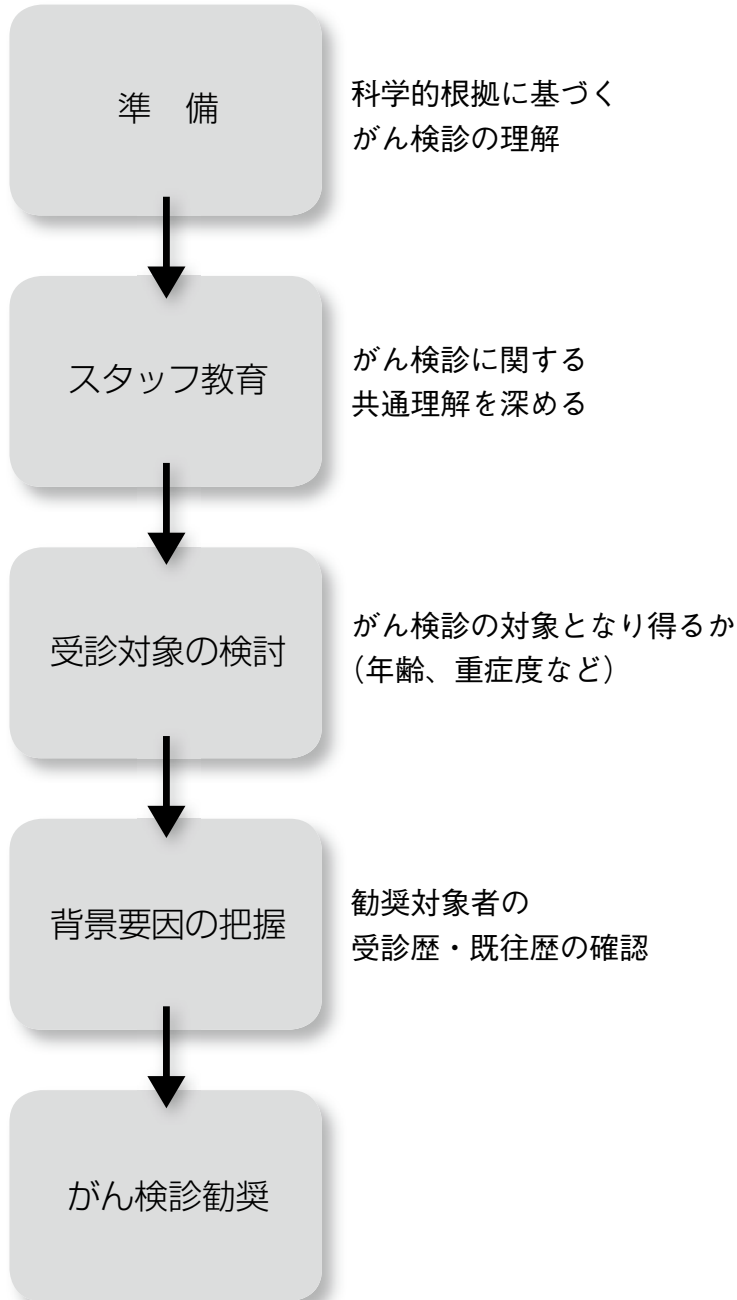 準　備
科学的根拠に基づく
がん検診の理解
スタッフ教育
がん検診に関する
共通理解を深める
受診対象の検討
がん検診の対象となり得るか
（年齢、重症度など）
背景要因の把握
勧奨対象者の
受診歴・既往歴の確認
がん検診勧奨